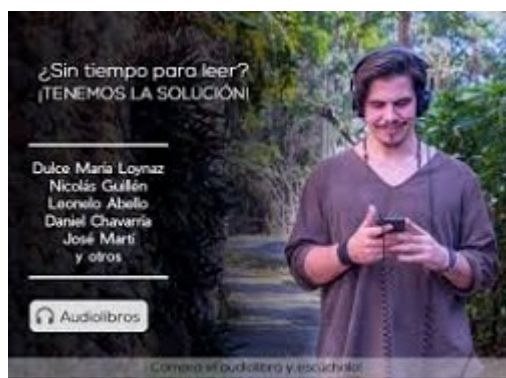 ¿Sin tiempo para leer?
¡TENEMOS LA SOLUCIÓN!
Dulce María Loynaz
Nicolás Guillén
Leonelo Abello
Daniel Chavarría
José Martí
y otros
Audiolibros
Compra el audiolibro y escúchalo!